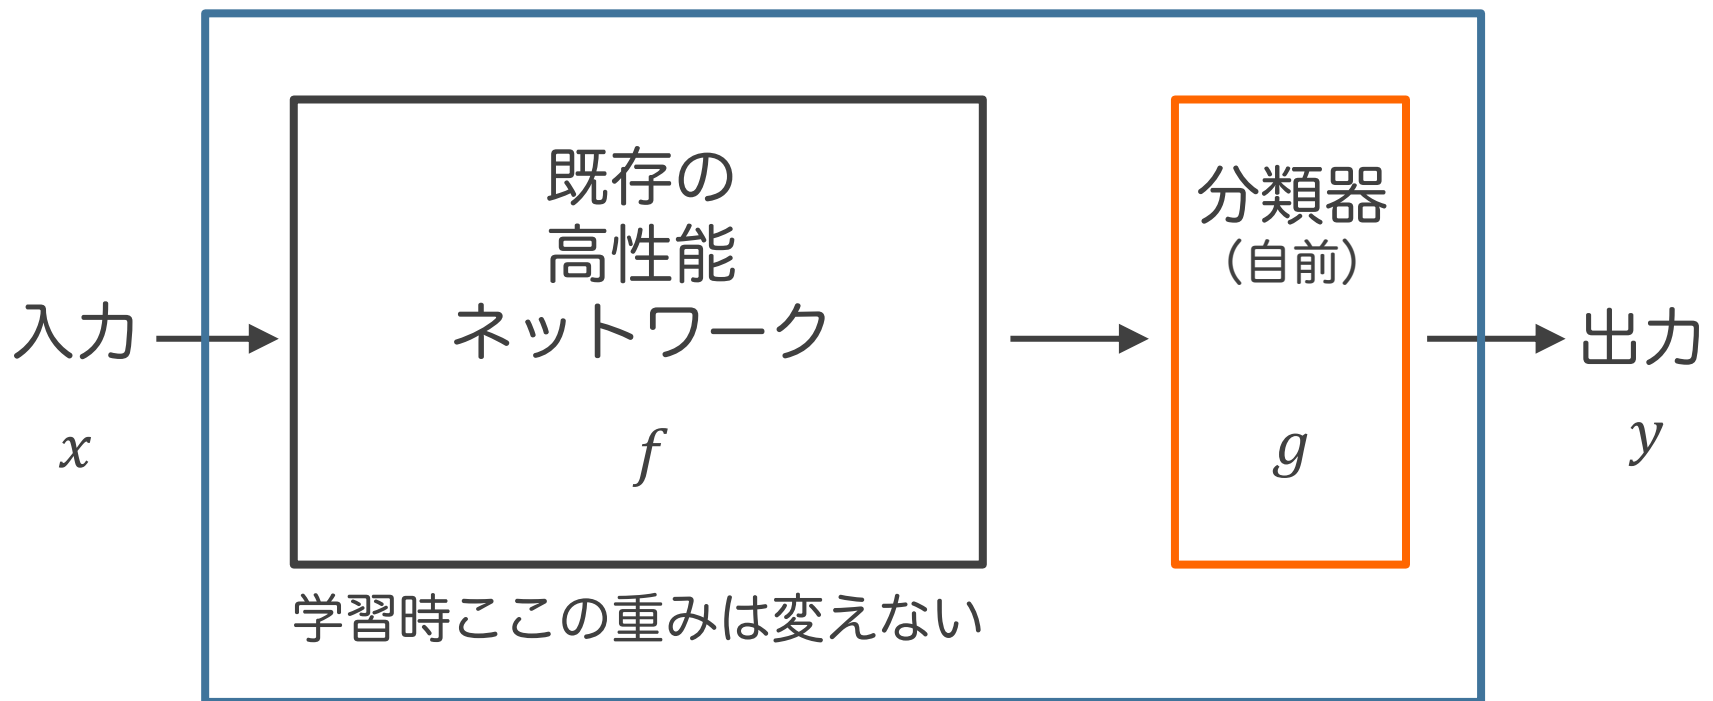 入力
x
既存の
高性能
ネットワーク
f
学習時ここの重みは変えない
分類器
（自前）
g
出力
y